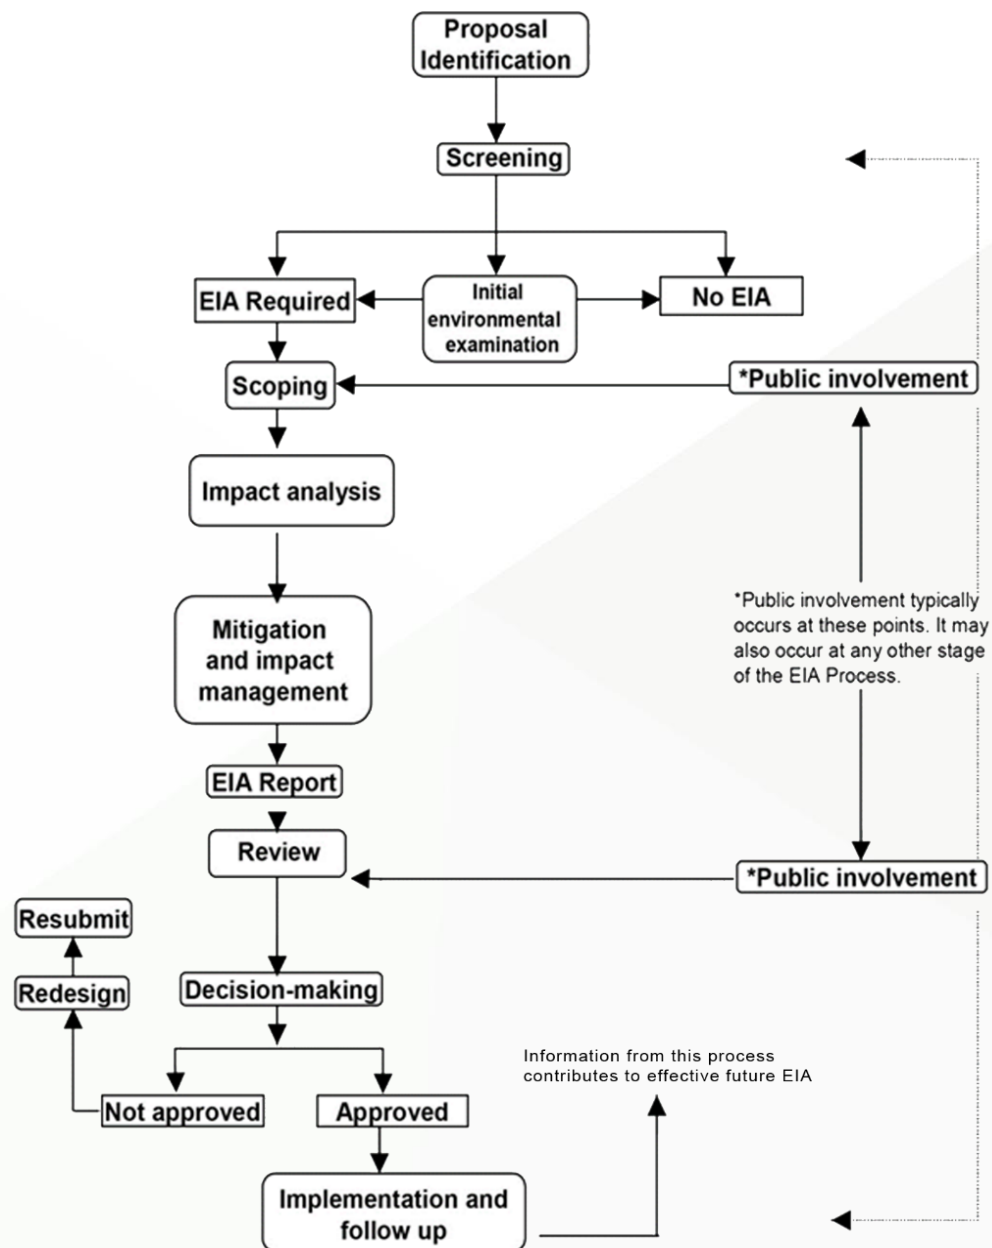 Proposal
Identification
Screening
EIA Required
Initial
environmental
examination
No EIA
Scoping
*Public involvement
Impact analysis
*Public involvement typically
occurs at these points. It may
also occur at any other stage
of the EIA Process.
Mitigation
and impact
management
EIA Report
Review
*Public involvement
Resubmit
Redesign
Decision-making
Information from this process
contributes to effective future EIA
Not approved
Approved
Implementation and
follow up